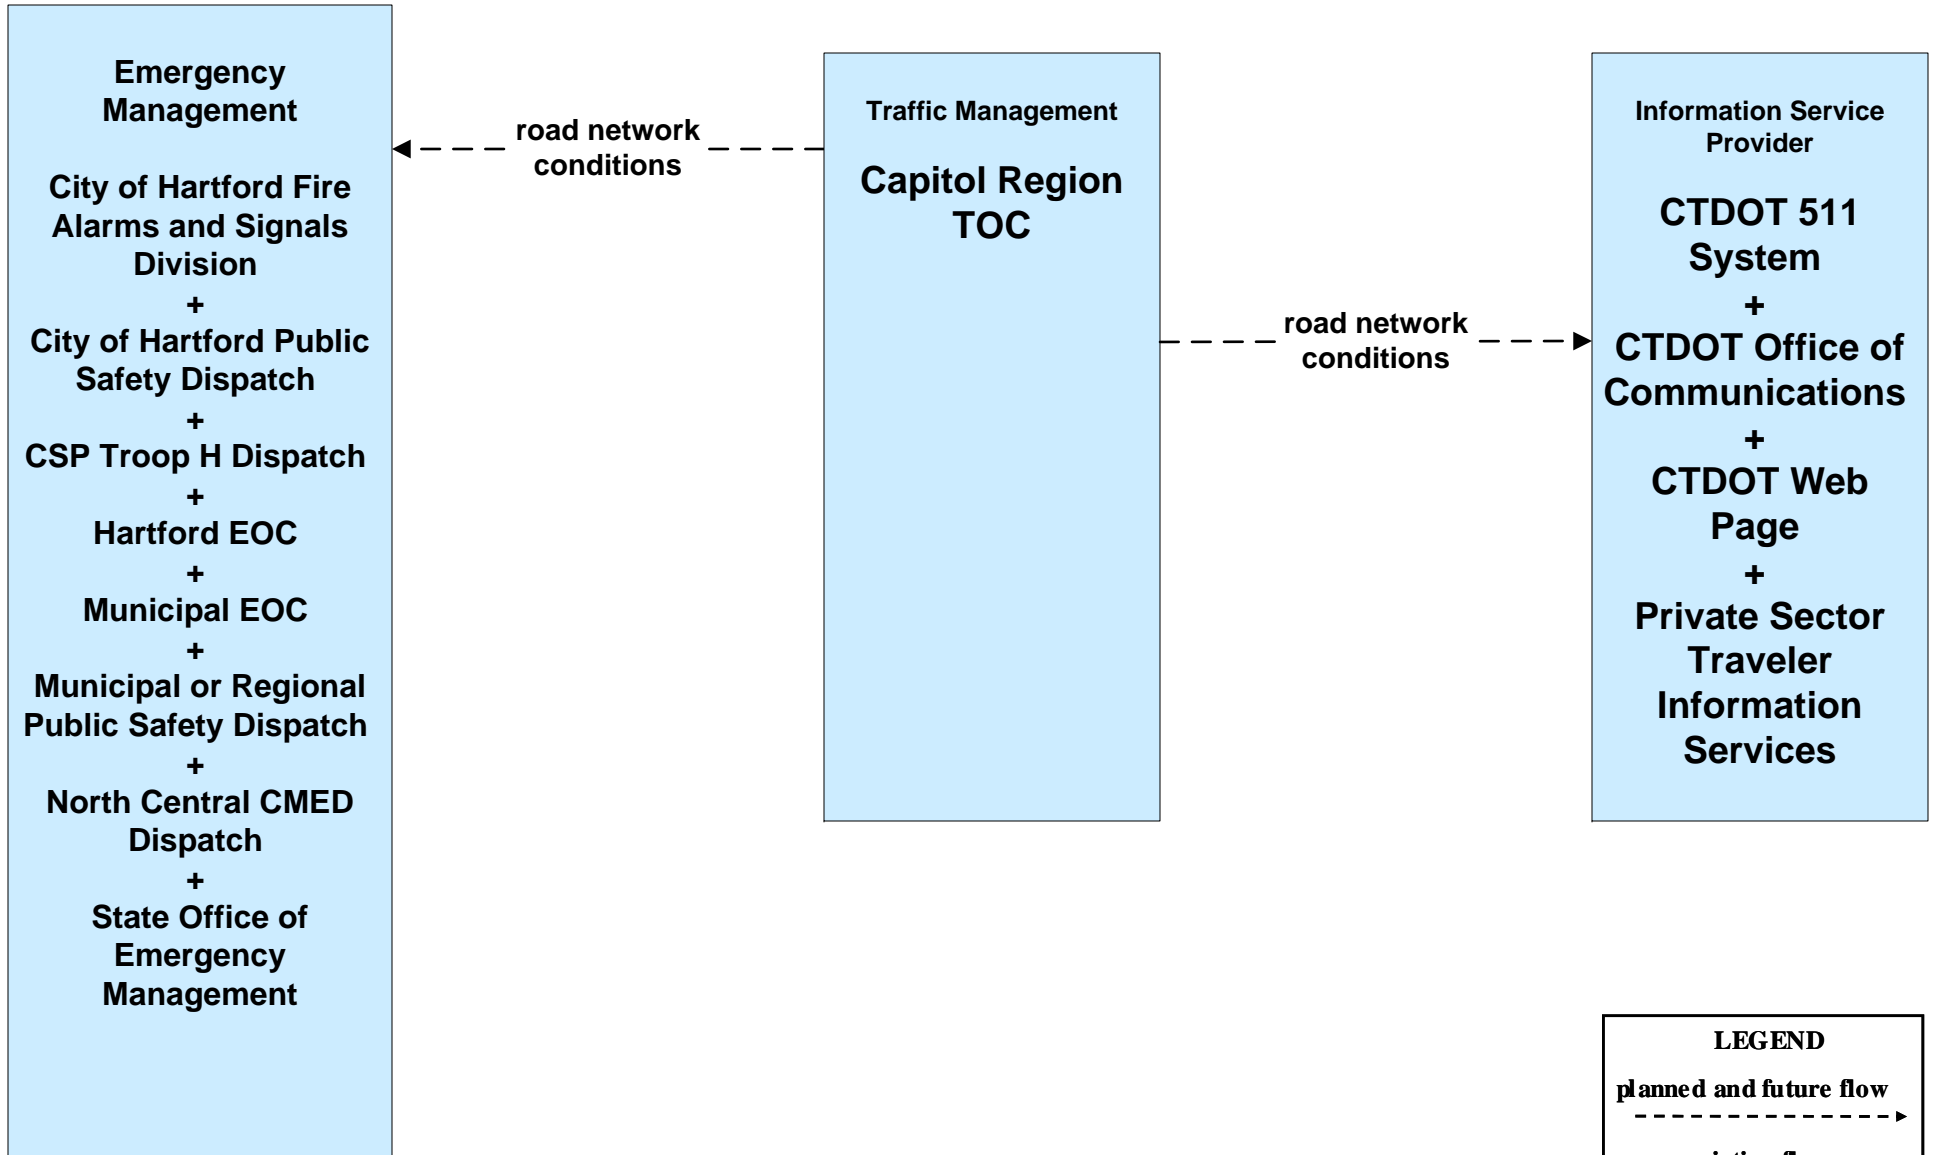 Emergency
Management
City of Hartford Fire
Alarms and Signals
Division
+
City of Hartford Public
Safety Dispatch
+
CSP Troop H Dispatch
+
Hartford EOC
+
Municipal EOC
+
Municipal or Regional
Public Safety Dispatch
+
North Central CMED
Dispatch
+
State Office of
Emergency
Management
road network
conditions
Traffic Management
Capitol Region
TOC
road network
conditions
Information Service
Provider
CTDOT 511
System
+
CTDOT Office of
Communications
+
CTDOT Web
Page
+
Private Sector
Traveler
Information
Services
LEGEND
planned and future flow